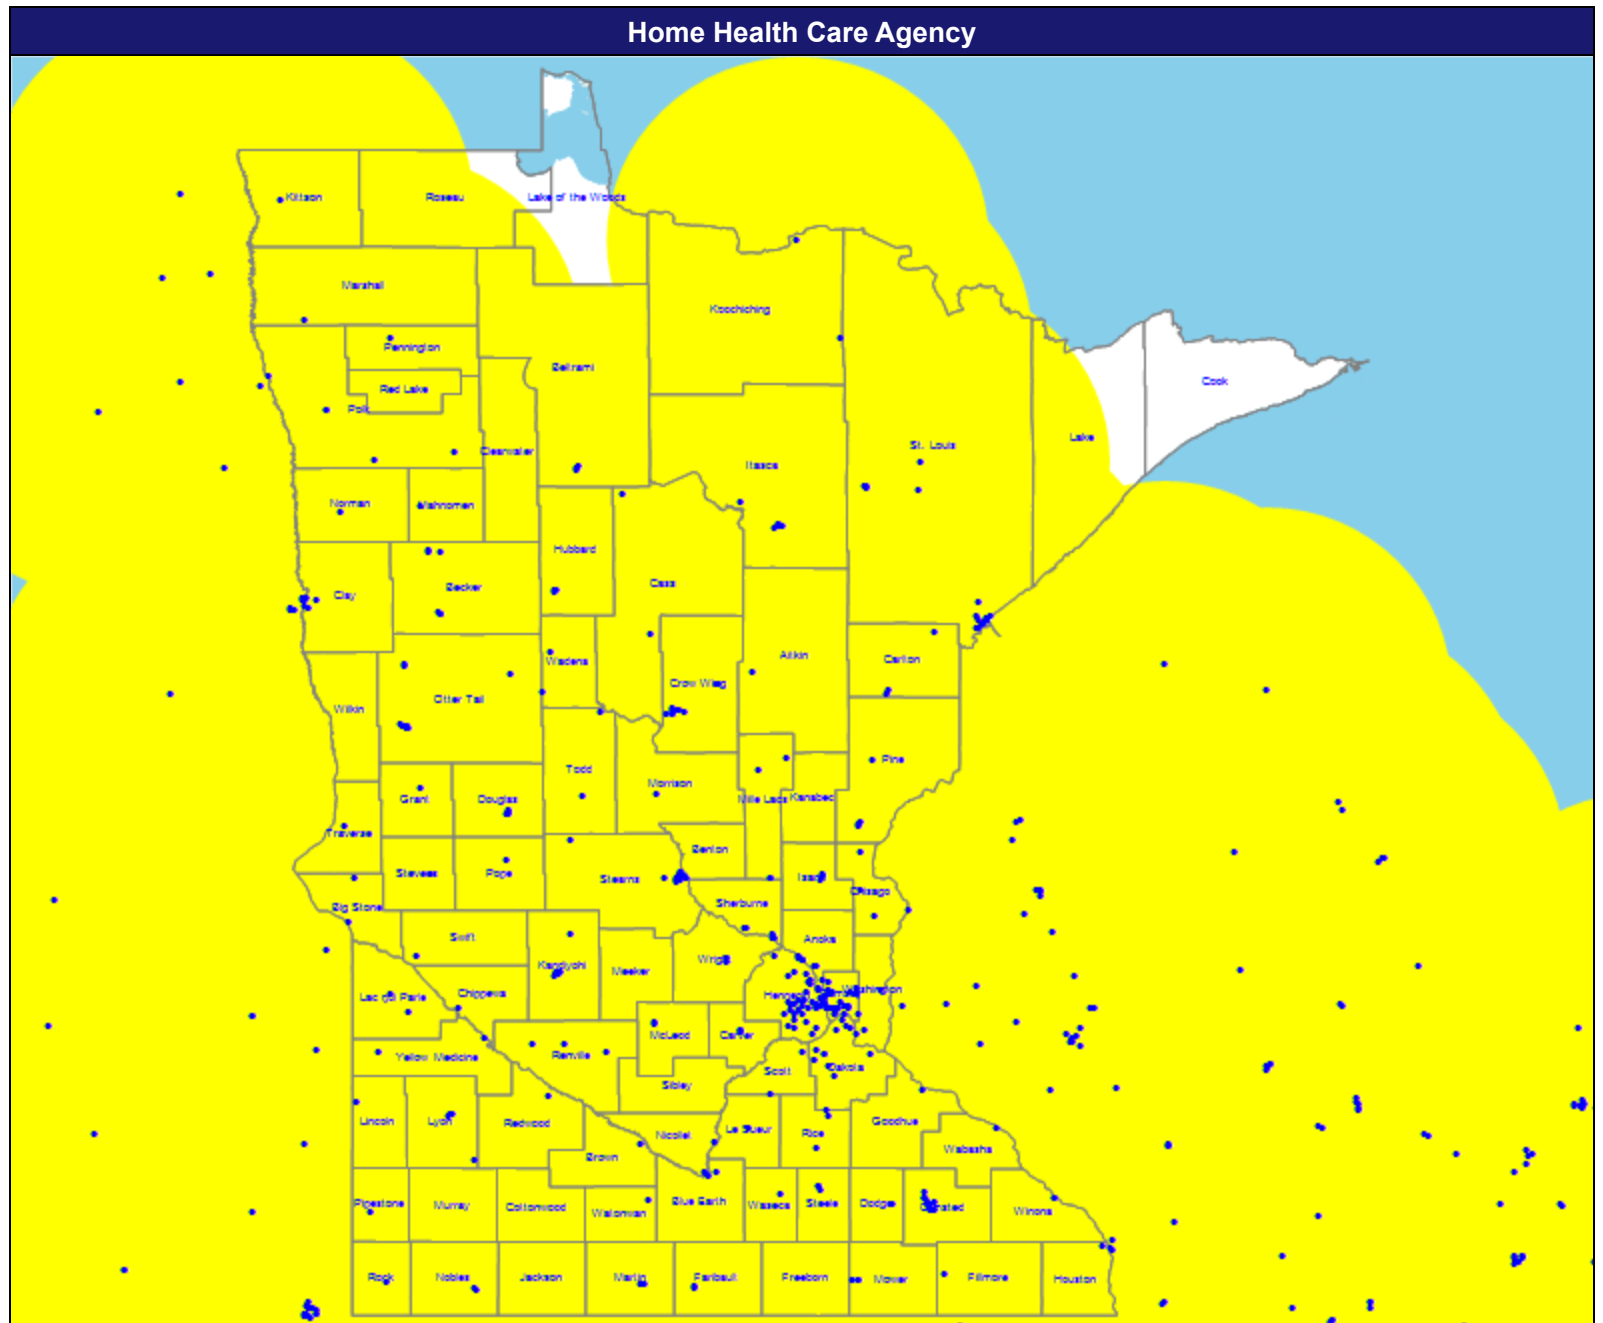 Home Health Care Agency
Kittson
Roseau
Lake of the Woods
Marshall
Koochiching
Pennington
Beltrami
Red Lake
Cook
Polk
Lake
St. Louis
Clearwater
Itasca
Norman
Mahnomen
Hubbard
Cass
Becker
Clay
Aitkin
Carlton
Wadena
Crow Wing
Otter Tail
Wilkin
Pine
Todd
Morrison
Grant
Douglas
Mille Lacs
Kanabec
Traverse
Benton
Stevens
Pope
Stearns
Isanti
Chisago
Sherburne
Big Stone
Swift
Anoka
Wright
Kandiyohi
Meeker
Washington
Hennepin
Lac qui Parle
Chippewa
McLeod
Carver
Yellow Medicine
Renville
Scott
Dakota
Sibley
Lincoln
Lyon
Redwood
Nicollet
Le Sueur
Rice
Goodhue
Wabasha
Brown
Pipestone
Murray
Cottonwood
Watonwan
Blue Earth
Waseca
Steele
Dodge
Olmsted
Winona
Rock
Nobles
Jackson
Martin
Faribault
Freeborn
Mower
Fillmore
Houston